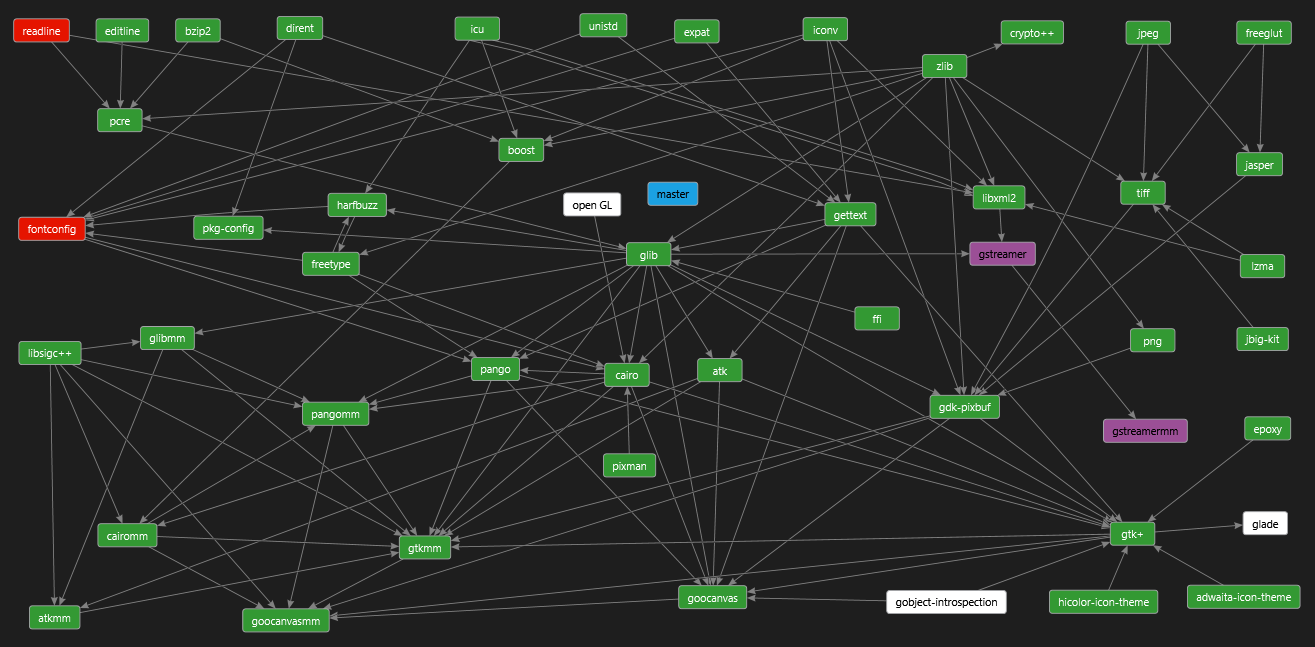 readline
editline
bzip2
dirent
icu
unistd
expat
iconv
crypto++
jpeg
freeglut
zlib
pcre
boost
jasper
master
libxml2
tiff
harfbuzz
open GL
gettext
fontconfig
pkg-config
glib
gstreamer
freetype
lzma
ffi
libsigc++
glibmm
png
jbig-kit
pango
cairo
atk
pangomm
gdk-pixbuf
gstreamermm
epoxy
pixman
cairomm
gtkmm
gtk+
glade
atkmm
goocanvasmm
goocanvas
gobject-introspection
hicolor-icon-theme
adwaita-icon-theme